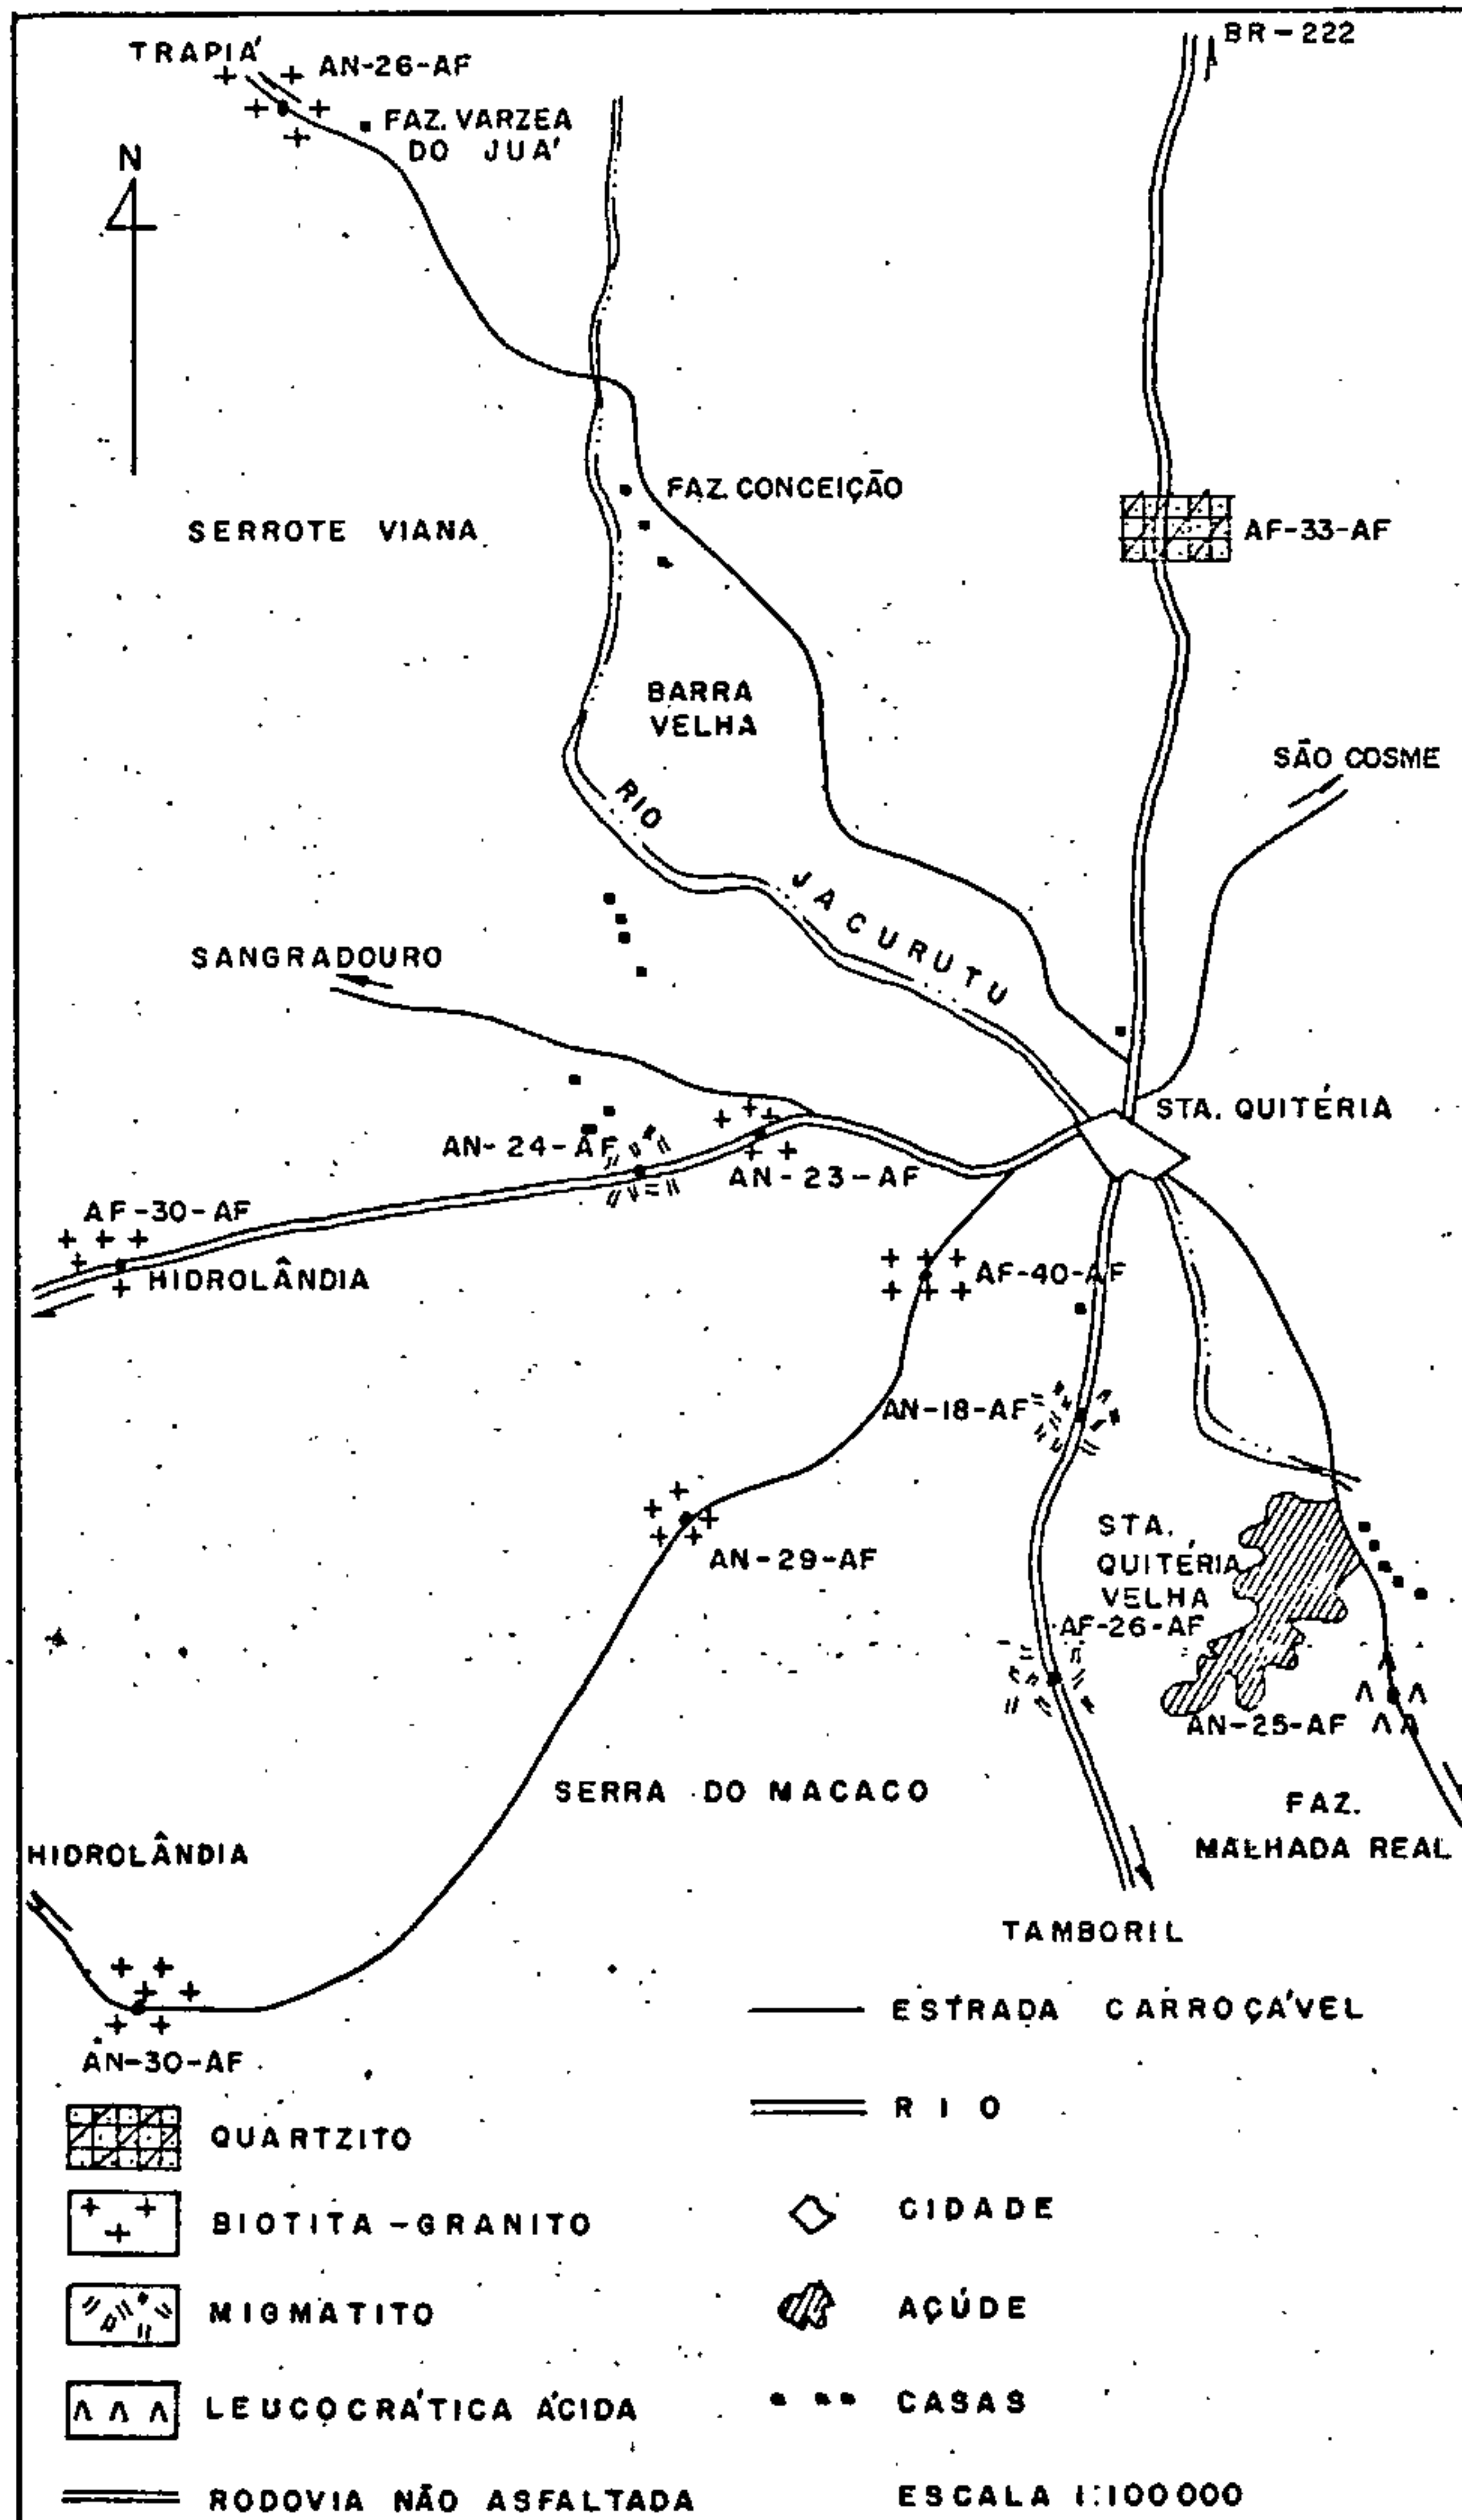 BR-222
TRAPIÁ
AN-26-AF
FAZ. VARZEA
DO JUÁ
N
FAZ. CONCEIÇÃO
SERROTE VIANA
AF-33-AF
BARRA
VELHA
SÃO COSME
RIO JACURUTU
SANGRADOURO
STA. QUITÉRIA
AN-24-AF
AN-23-AF
AF-30-AF
HIDROLÂNDIA
AF-40-AF
AN-18-AF
AN-29-AF
STA.
QUITÉRIA
VELHA
AF-26-AF
AN-25-AF
SERRA DO MACACO
FAZ.
MALHADA REAL
HIDROLÂNDIA
TAMBORIL
AN-30-AF
ESTRADA CARROÇÁVEL
RIO
QUARTZITO
BIOTITA-GRANITO
CIDADE
MIGMATITO
AÇÚDE
LEUCOCRÁTICA ÁCIDA
CASAS
RODOVIA NÃO ASFALTADA
ESCALA 1:100000